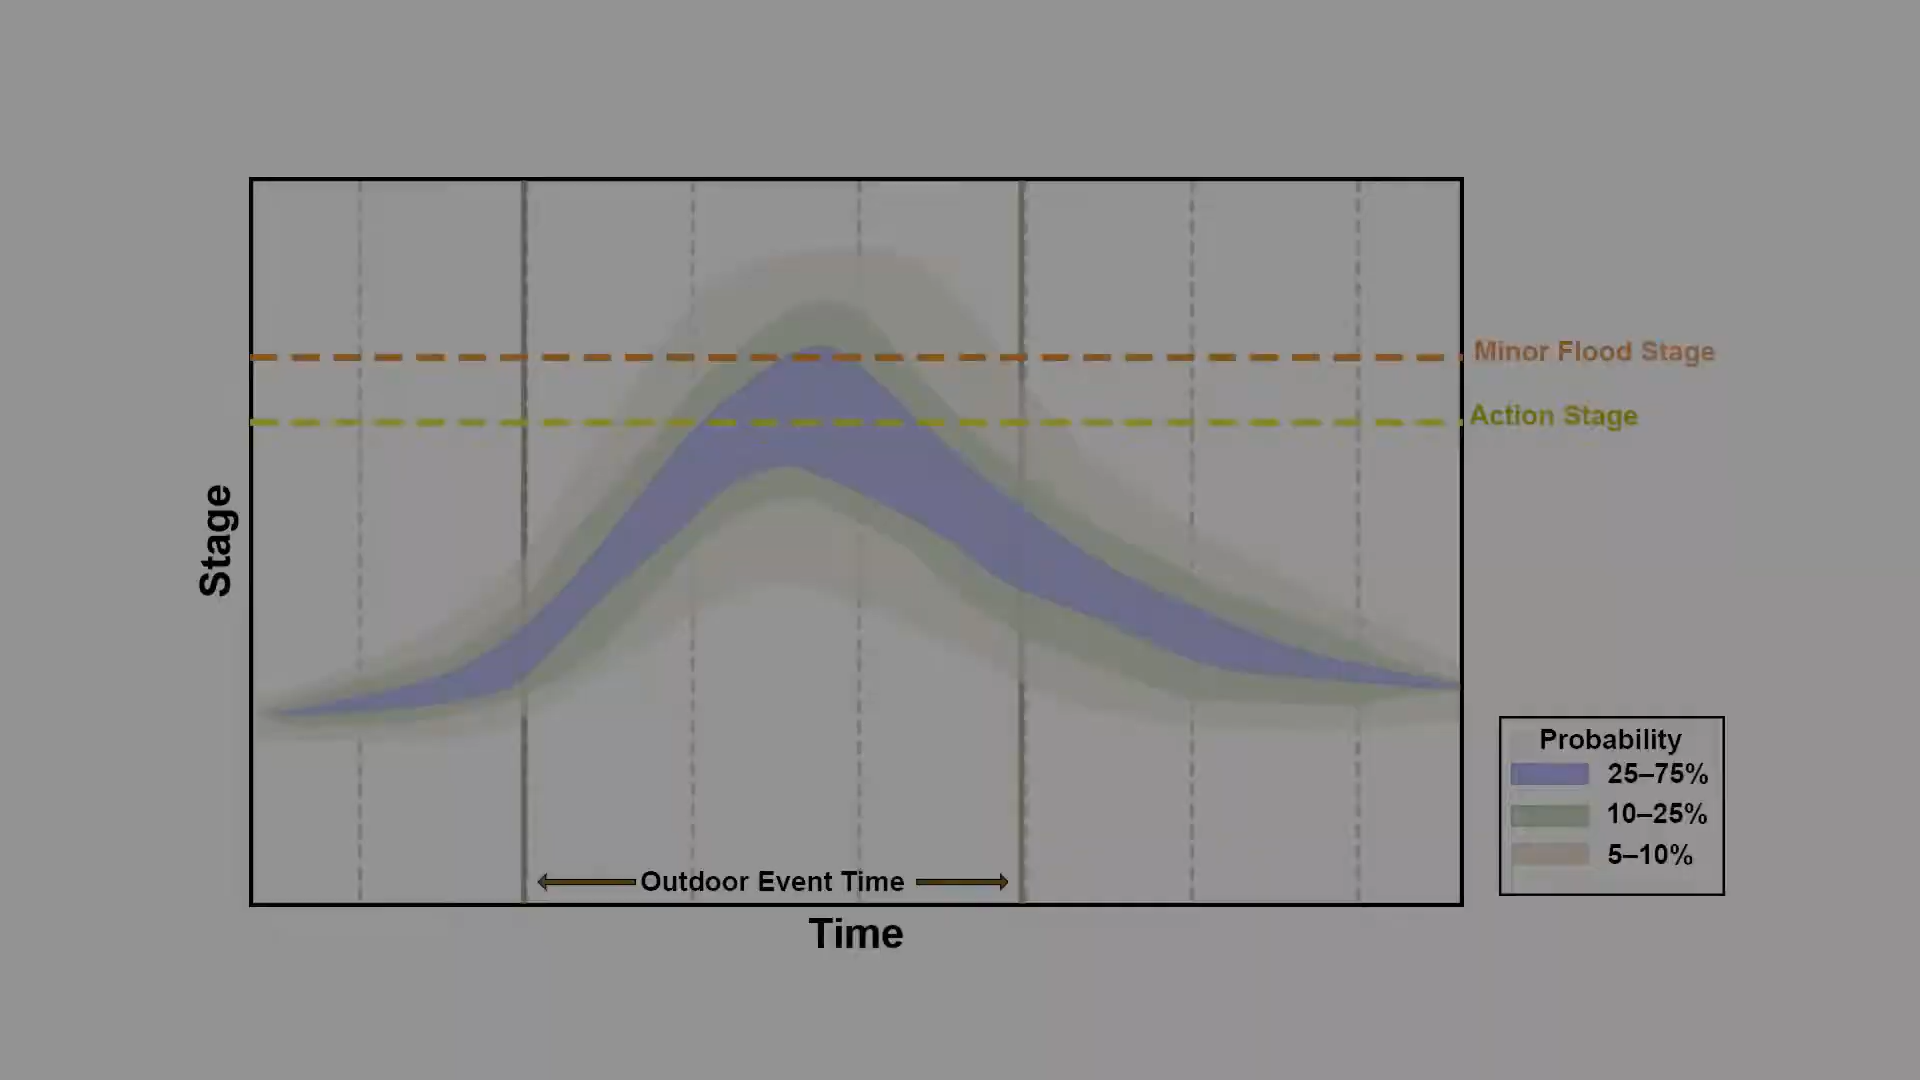 Minor Flood Stage
Action Stage
Stage
Probability
25–75%
10–25%
5–10%
Outdoor Event Time
Time